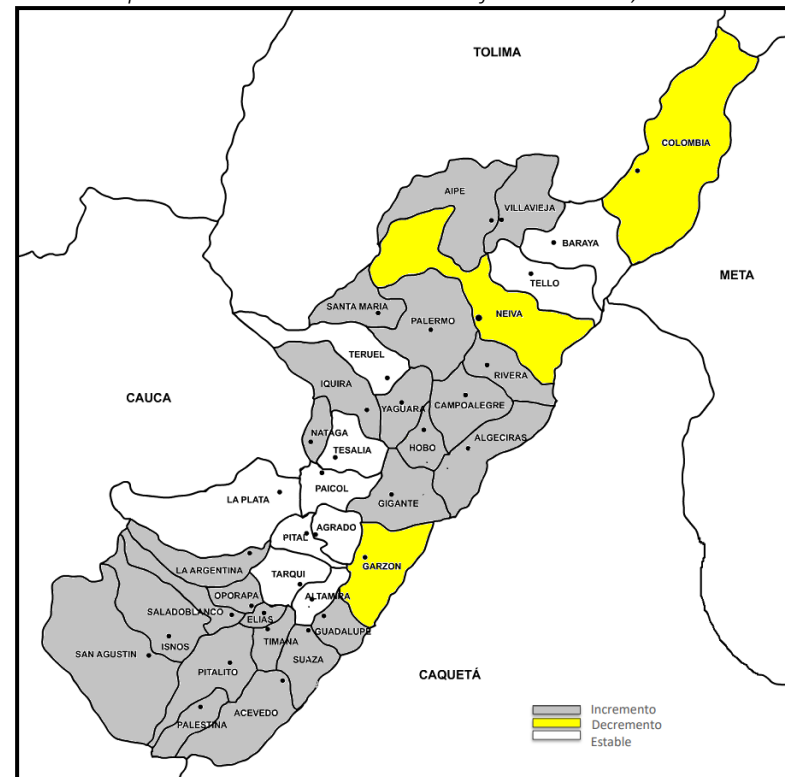 TOLIMA
COLOMBIA
AIPE
VILLAVIEJA
BARAYA
META
TELLO
SANTA MARIA
NEIVA
PALERMO
TERUEL
RIVERA
IQUIRA
CAUCA
YAGUARA
CAMPOALEGRE
NATAGA
HOBO
ALGECIRAS
TESALIA
PAICOL
LA PLATA
GIGANTE
AGRADO
PITAL
GARZON
LA ARGENTINA
TARQUI
OPORAPA
ALTAMIRA
SALADOBLANCO
ELIAS
GUADALUPE
TIMANA
ISNOS
SAN AGUSTIN
SUAZA
PITALITO
CAQUETÁ
ACEVEDO
PALESTINA
Incremento
Decremento
Estable